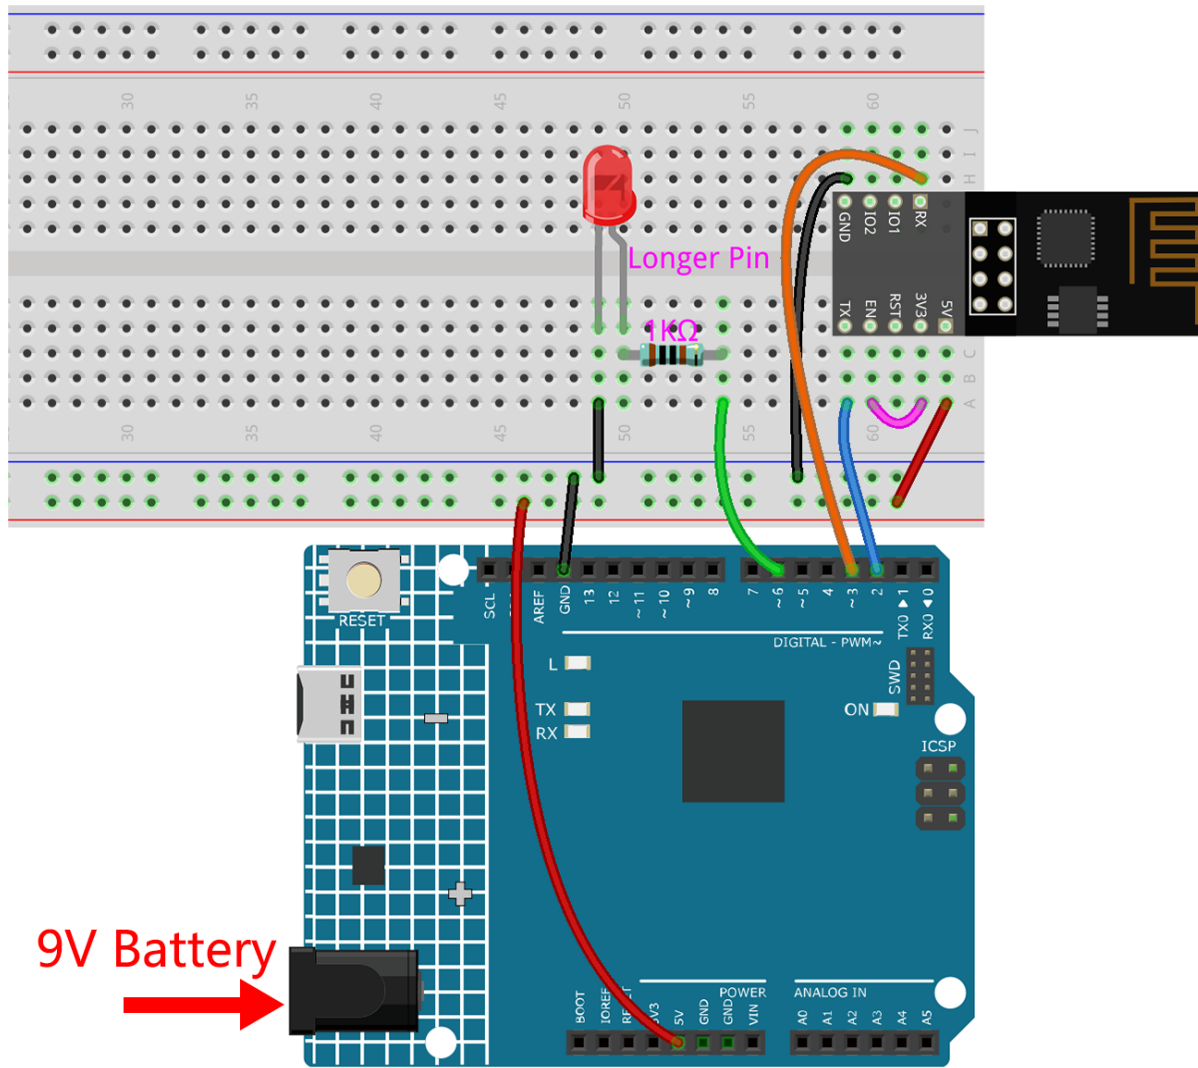 30 35 40 45 50 55 60
J
I
H
GND IO2 IO1 RX
Longer Pin
TX EN RST 3V3 5V
1KΩ
C
B
A
30 35 40 45 50 55 60
RESET
SCL AREF GND 13 12 ~11 ~10 ~9 8 7 ~6 ~5 4 ~3 2 TX0▶1 RX0◀0
DIGITAL - PWM~
L
TX
RX
ON
SWD
ICSP
9V Battery
POWER
ANALOG IN
BOOT IOREF 5V GND GND VIN A0 A1 A2 A3 A4 A5